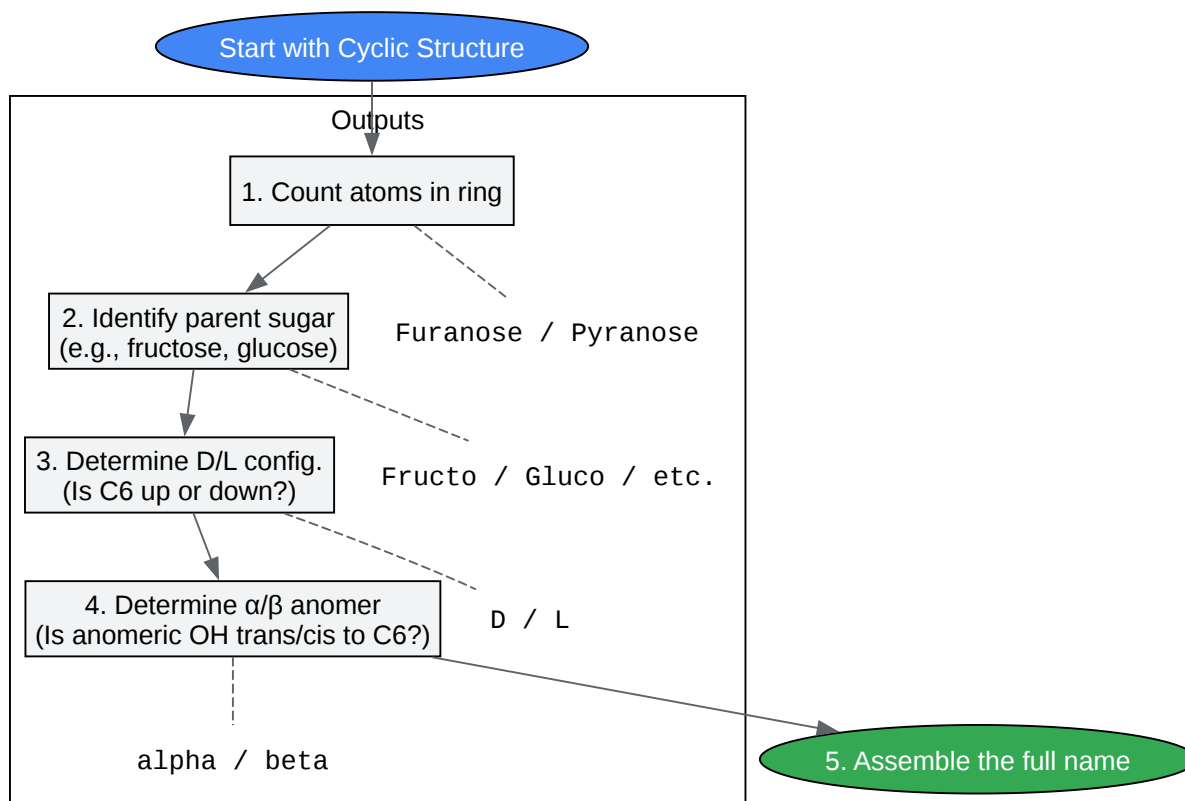 Start with Cyclic Structure
Outputs
1. Count atoms in ring
2. Identify parent sugar
(e.g., fructose, glucose)
Furanose / Pyranose
3. Determine D/L config.
(Is C6 up or down?)
Fructo / Gluco / etc.
4. Determine α/β anomer
(Is anomeric OH trans/cis to C6?)
D / L
alpha / beta
5. Assemble the full name